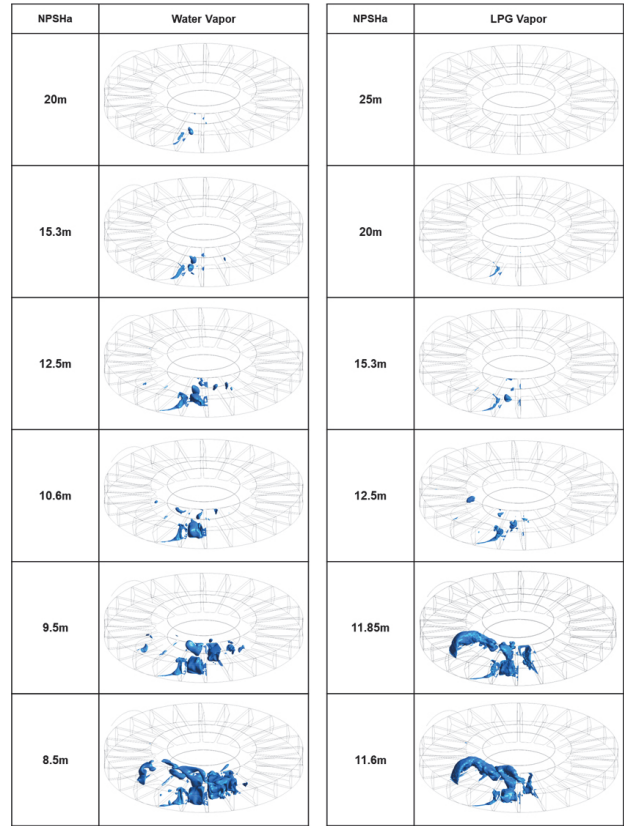 NPSHa Water Vapor NPSHa LPG Vapor
20m 25m
15.3m 20m
12.5m 15.3m
10.6m 12.5m
9.5m 11.85m
8.5m 11.6m